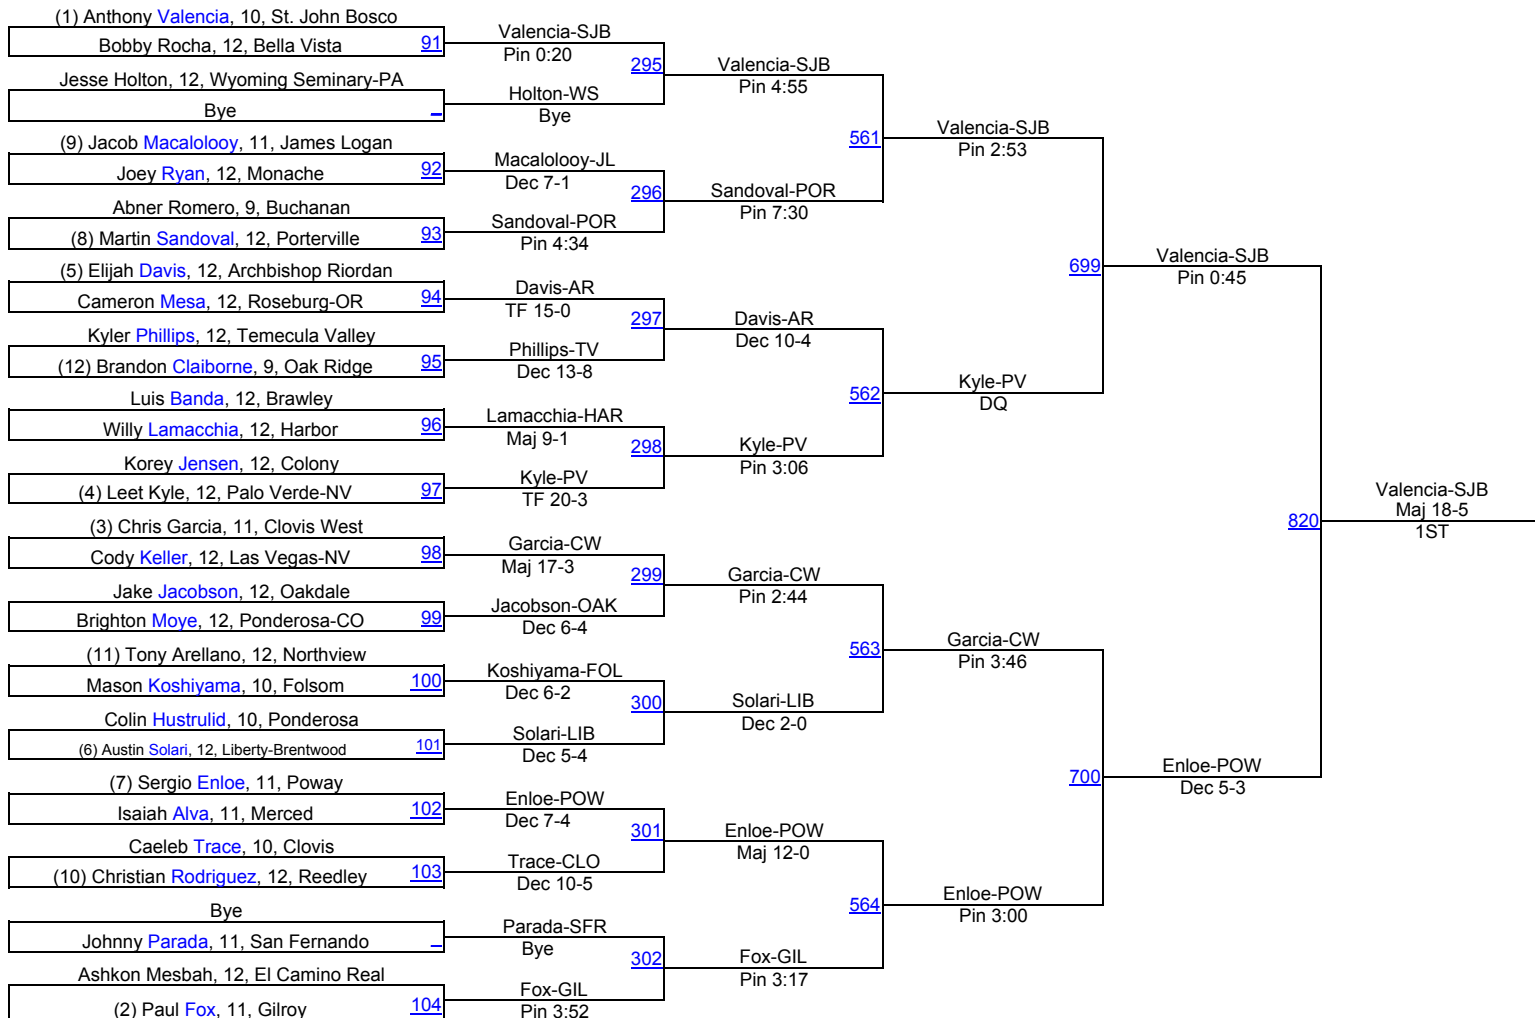 (1) Anthony Valencia, 10, St. John Bosco
Bobby Rocha, 12, Bella Vista 91
Jesse Holton, 12, Wyoming Seminary-PA
Bye _
(9) Jacob Macalolooy, 11, James Logan
Joey Ryan, 12, Monache 92
Abner Romero, 9, Buchanan
(8) Martin Sandoval, 12, Porterville 93
(5) Elijah Davis, 12, Archbishop Riordan
Cameron Mesa, 12, Roseburg-OR 94
Kyler Phillips, 12, Temecula Valley
(12) Brandon Claiborne, 9, Oak Ridge 95
Luis Banda, 12, Brawley
Willy Lamacchia, 12, Harbor 96
Korey Jensen, 12, Colony
(4) Leet Kyle, 12, Palo Verde-NV 97
(3) Chris Garcia, 11, Clovis West
Cody Keller, 12, Las Vegas-NV 98
Jake Jacobson, 12, Oakdale
Brighton Moye, 12, Ponderosa-CO 99
(11) Tony Arellano, 12, Northview
Mason Koshiyama, 10, Folsom 100
Colin Hustrulid, 10, Ponderosa
(6) Austin Solari, 12, Liberty-Brentwood 101
(7) Sergio Enloe, 11, Poway
Isaiah Alva, 11, Merced 102
Caeleb Trace, 10, Clovis
(10) Christian Rodriguez, 12, Reedley 103
Bye
Johnny Parada, 11, San Fernando _
Ashkon Mesbah, 12, El Camino Real
(2) Paul Fox, 11, Gilroy 104
Valencia-SJB
Pin 0:20
295
Holton-WS
Bye
Macalolooy-JL
Dec 7-1
296
Sandoval-POR
Pin 4:34
Davis-AR
TF 15-0
297
Phillips-TV
Dec 13-8
Lamacchia-HAR
Maj 9-1
298
Kyle-PV
TF 20-3
Garcia-CW
Maj 17-3
299
Jacobson-OAK
Dec 6-4
Koshiyama-FOL
Dec 6-2
300
Solari-LIB
Dec 5-4
Enloe-POW
Dec 7-4
301
Trace-CLO
Dec 10-5
Parada-SFR
Bye
302
Fox-GIL
Pin 3:52
Valencia-SJB
Pin 4:55
561
Sandoval-POR
Pin 7:30
Davis-AR
Dec 10-4
562
Kyle-PV
Pin 3:06
Garcia-CW
Pin 2:44
563
Solari-LIB
Dec 2-0
Enloe-POW
Maj 12-0
564
Fox-GIL
Pin 3:17
Valencia-SJB
Pin 2:53
699
Kyle-PV
DQ
Garcia-CW
Pin 3:46
700
Enloe-POW
Pin 3:00
Valencia-SJB
Pin 0:45
820
Enloe-POW
Dec 5-3
Valencia-SJB
Maj 18-5
1ST